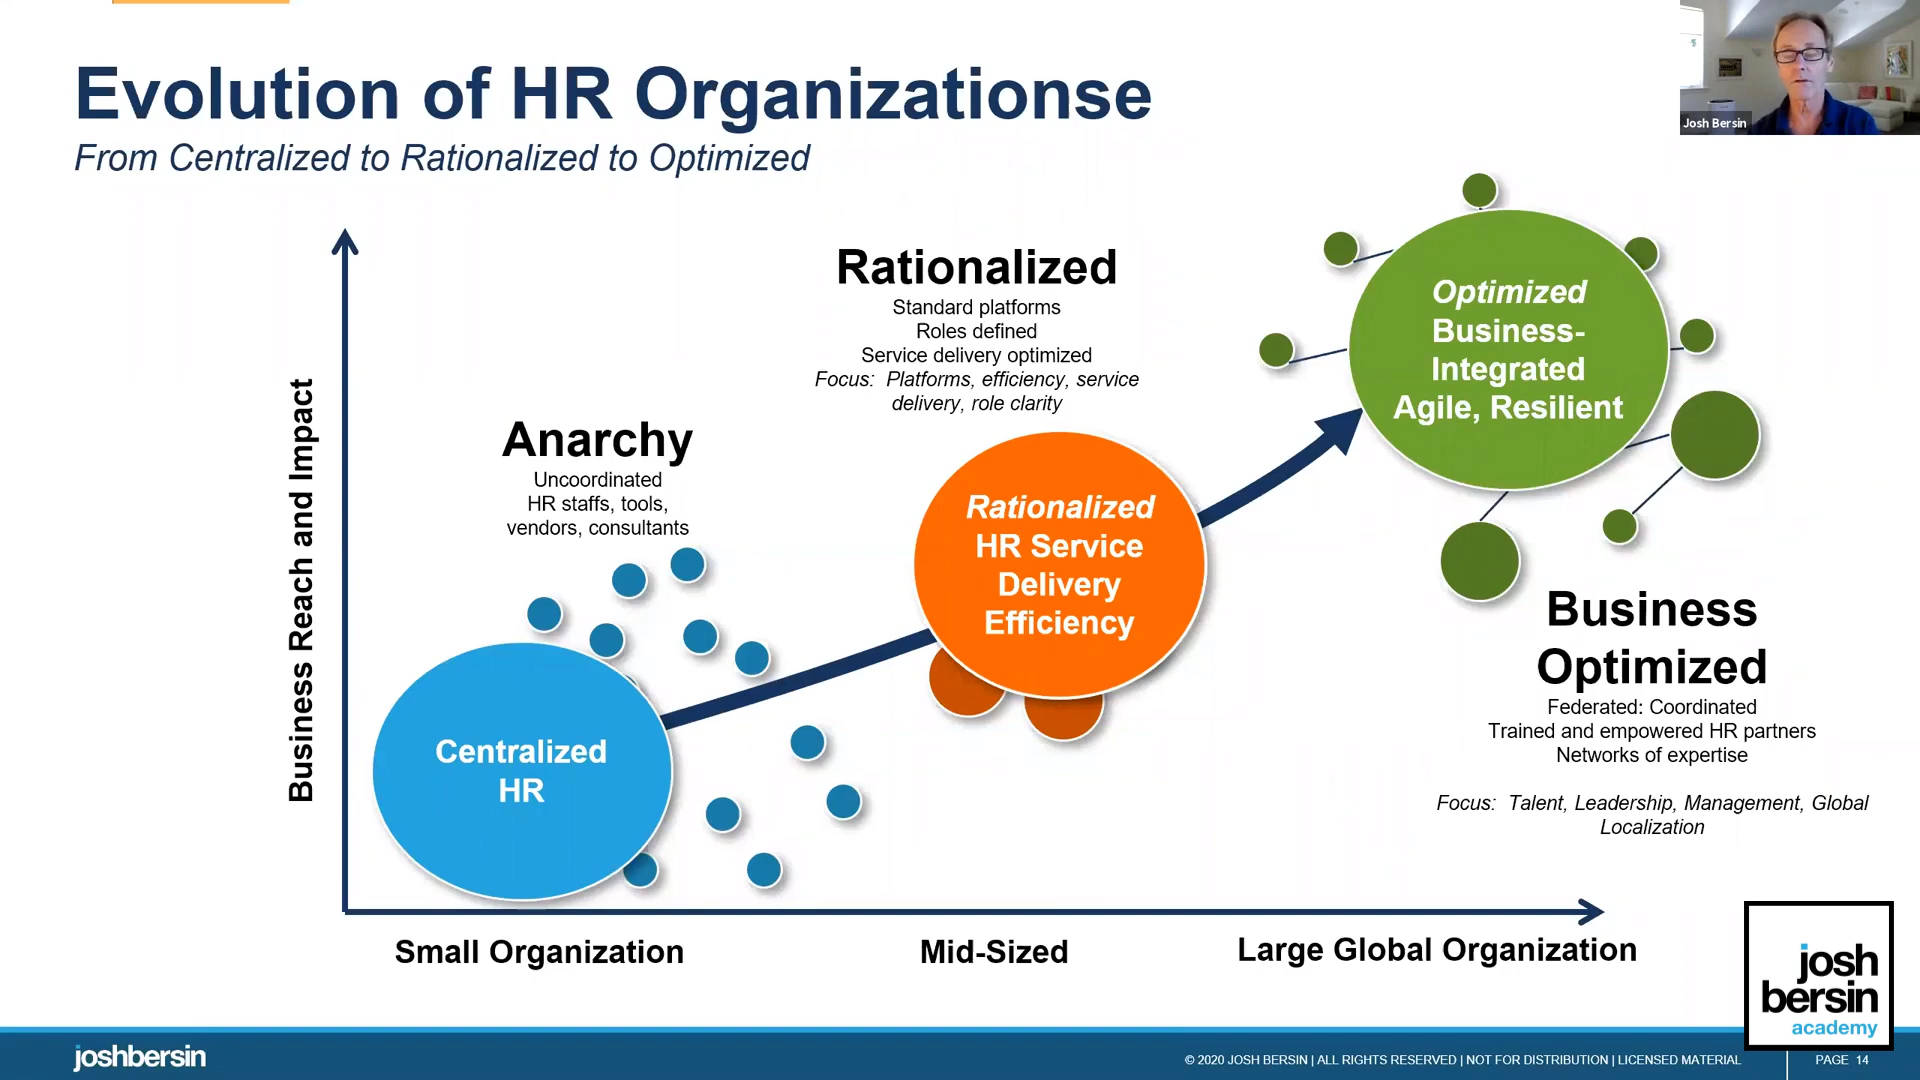 Evolution of HR Organizationse
From Centralized to Rationalized to Optimized
Josh Bersin
Business Reach and Impact
Anarchy
Uncoordinated
HR staffs, tools,
vendors, consultants
Centralized
HR
Rationalized
Standard platforms
Roles defined
Service delivery optimized
Focus: Platforms, efficiency, service
delivery, role clarity
Rationalized
HR Service
Delivery
Efficiency
Optimized
Business-
Integrated
Agile, Resilient
Business
Optimized
Federated: Coordinated
Trained and empowered HR partners
Networks of expertise
Focus: Talent, Leadership, Management, Global
Localization
Small Organization
Mid-Sized
Large Global Organization
josh
bersin
academy
joshbersin
© 2020 JOSH BERSIN | ALL RIGHTS RESERVED | NOT FOR DISTRIBUTION | LICENSED MATERIAL
PAGE 14